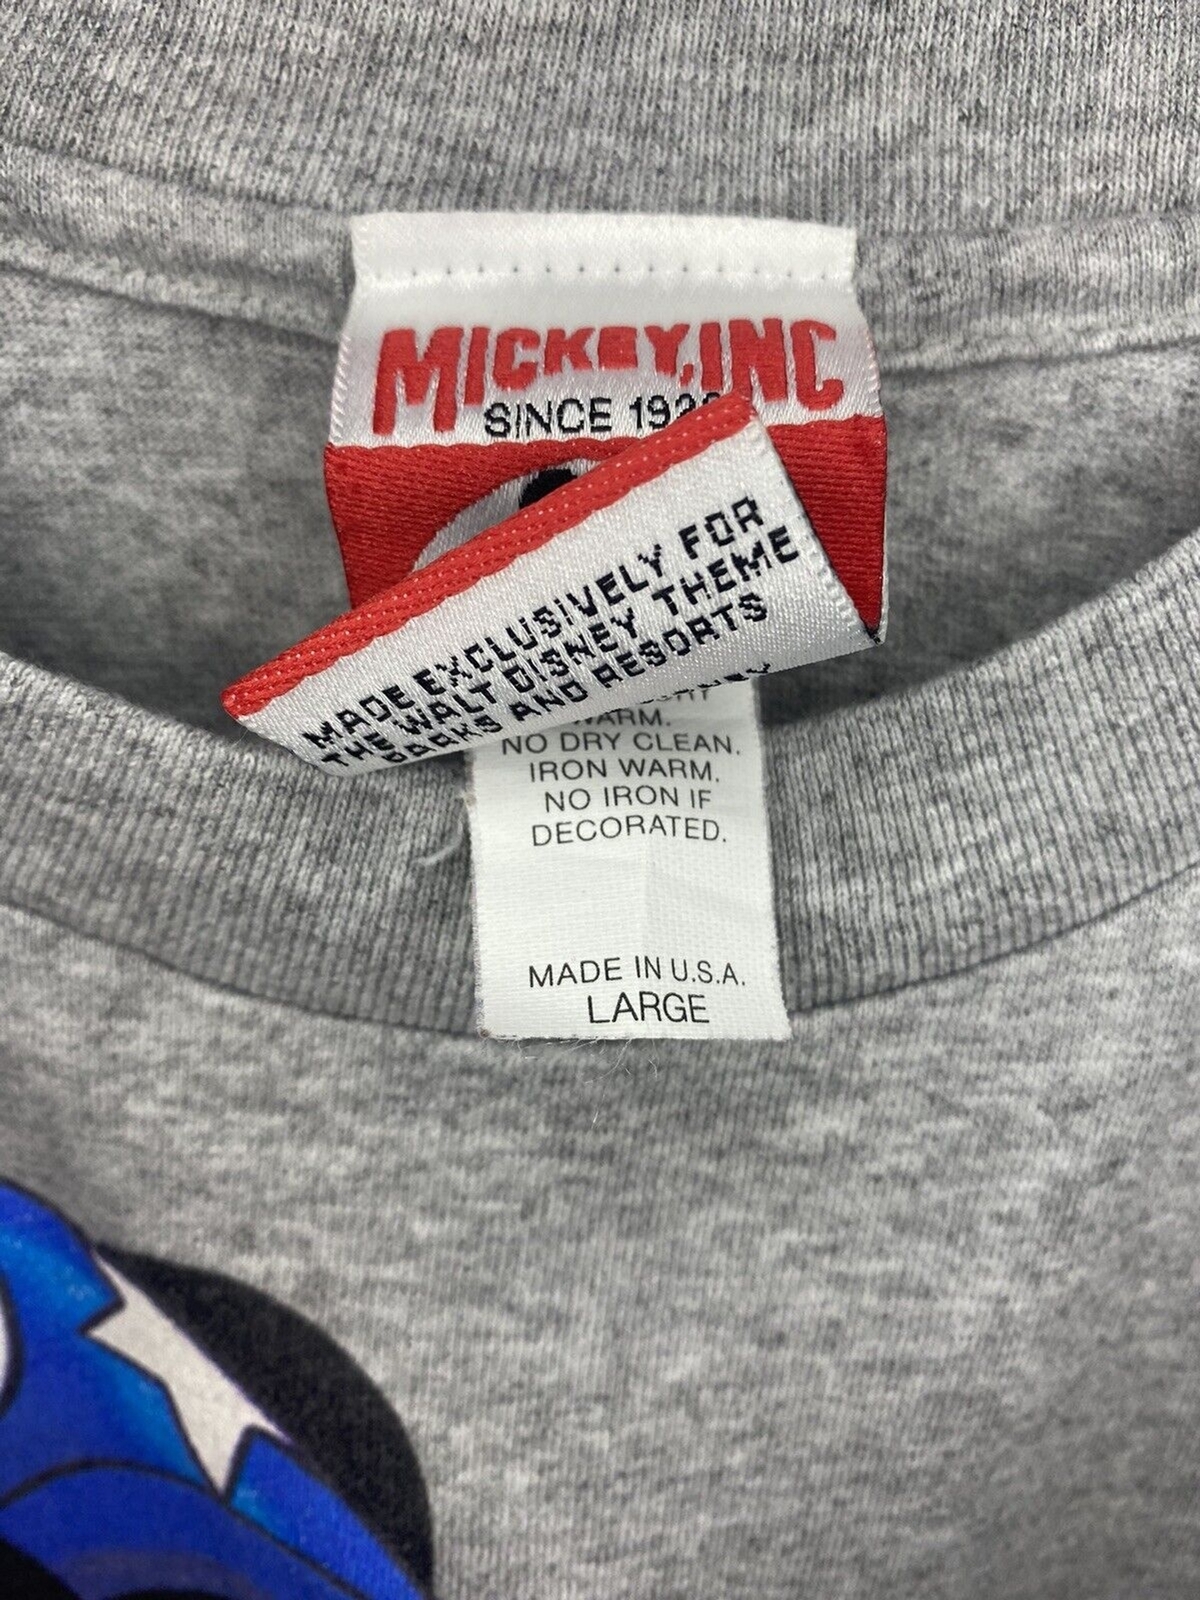 MICKEY, INC
SINCE
MADE EXCLUSIVELY FOR
THE WALT DISNEY THEME
PARKS AND RESORTS
WARM.
NO DRY CLEAN.
IRON WARM.
NO IRON IF
DECORATED.
MADE IN U.S.A.
LARGE